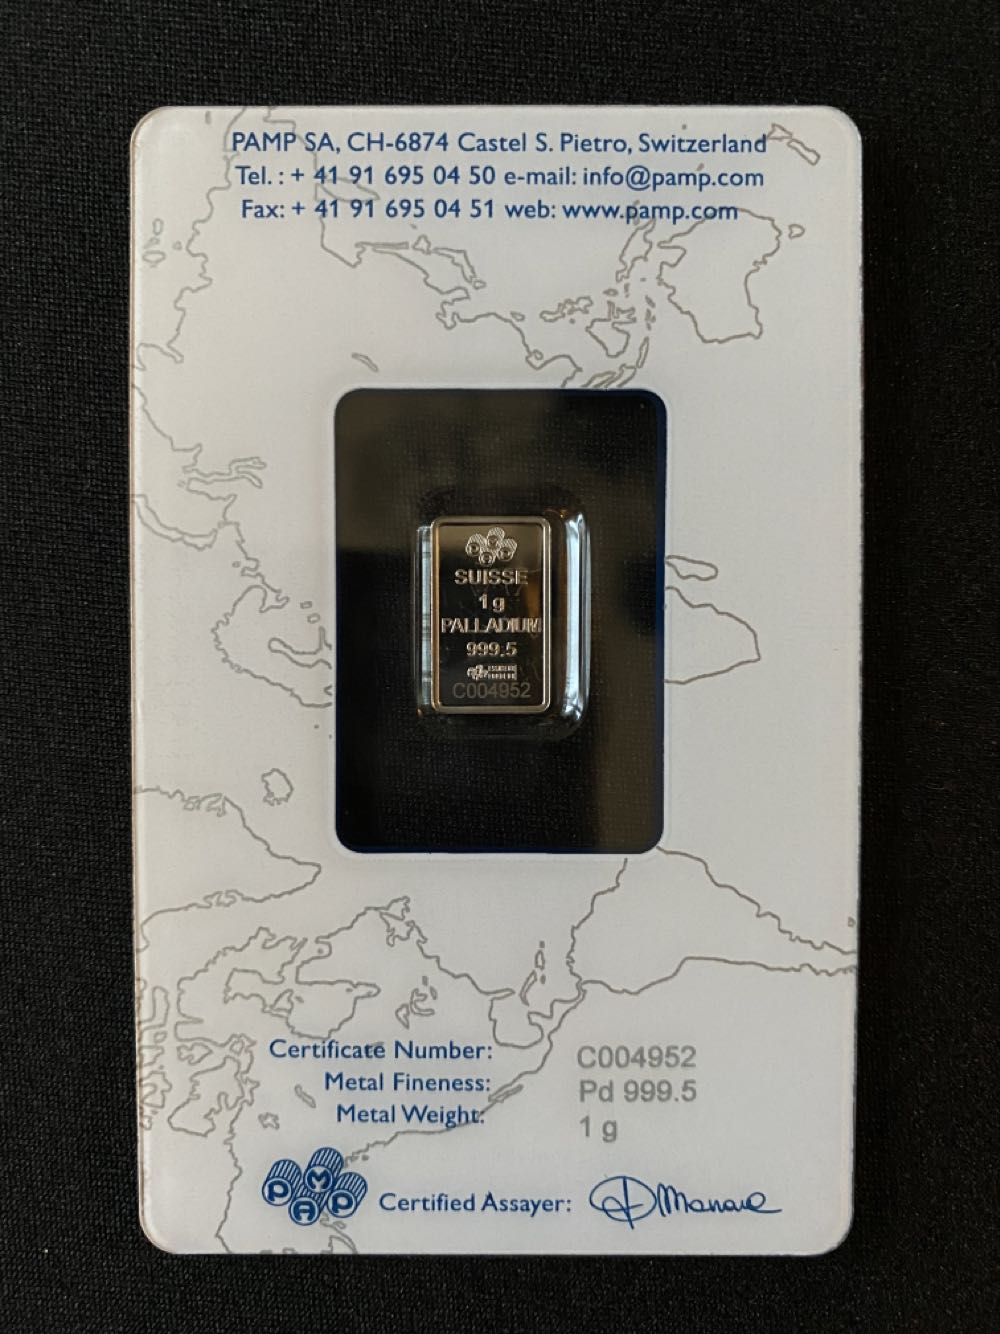 PAMP SA, CH-6874 Castel S. Pietro, Switzerland
Tel. : + 41 91 695 04 50 e-mail: info@pamp.com
Fax: + 41 91 695 04 51 web: www.pamp.com
PAMP
SUISSE
1g
PALLADIUM
999.5
C004952
Certificate Number: C004952
Metal Fineness: Pd 999.5
Metal Weight: 1 g
PAMP
Certified Assayer: